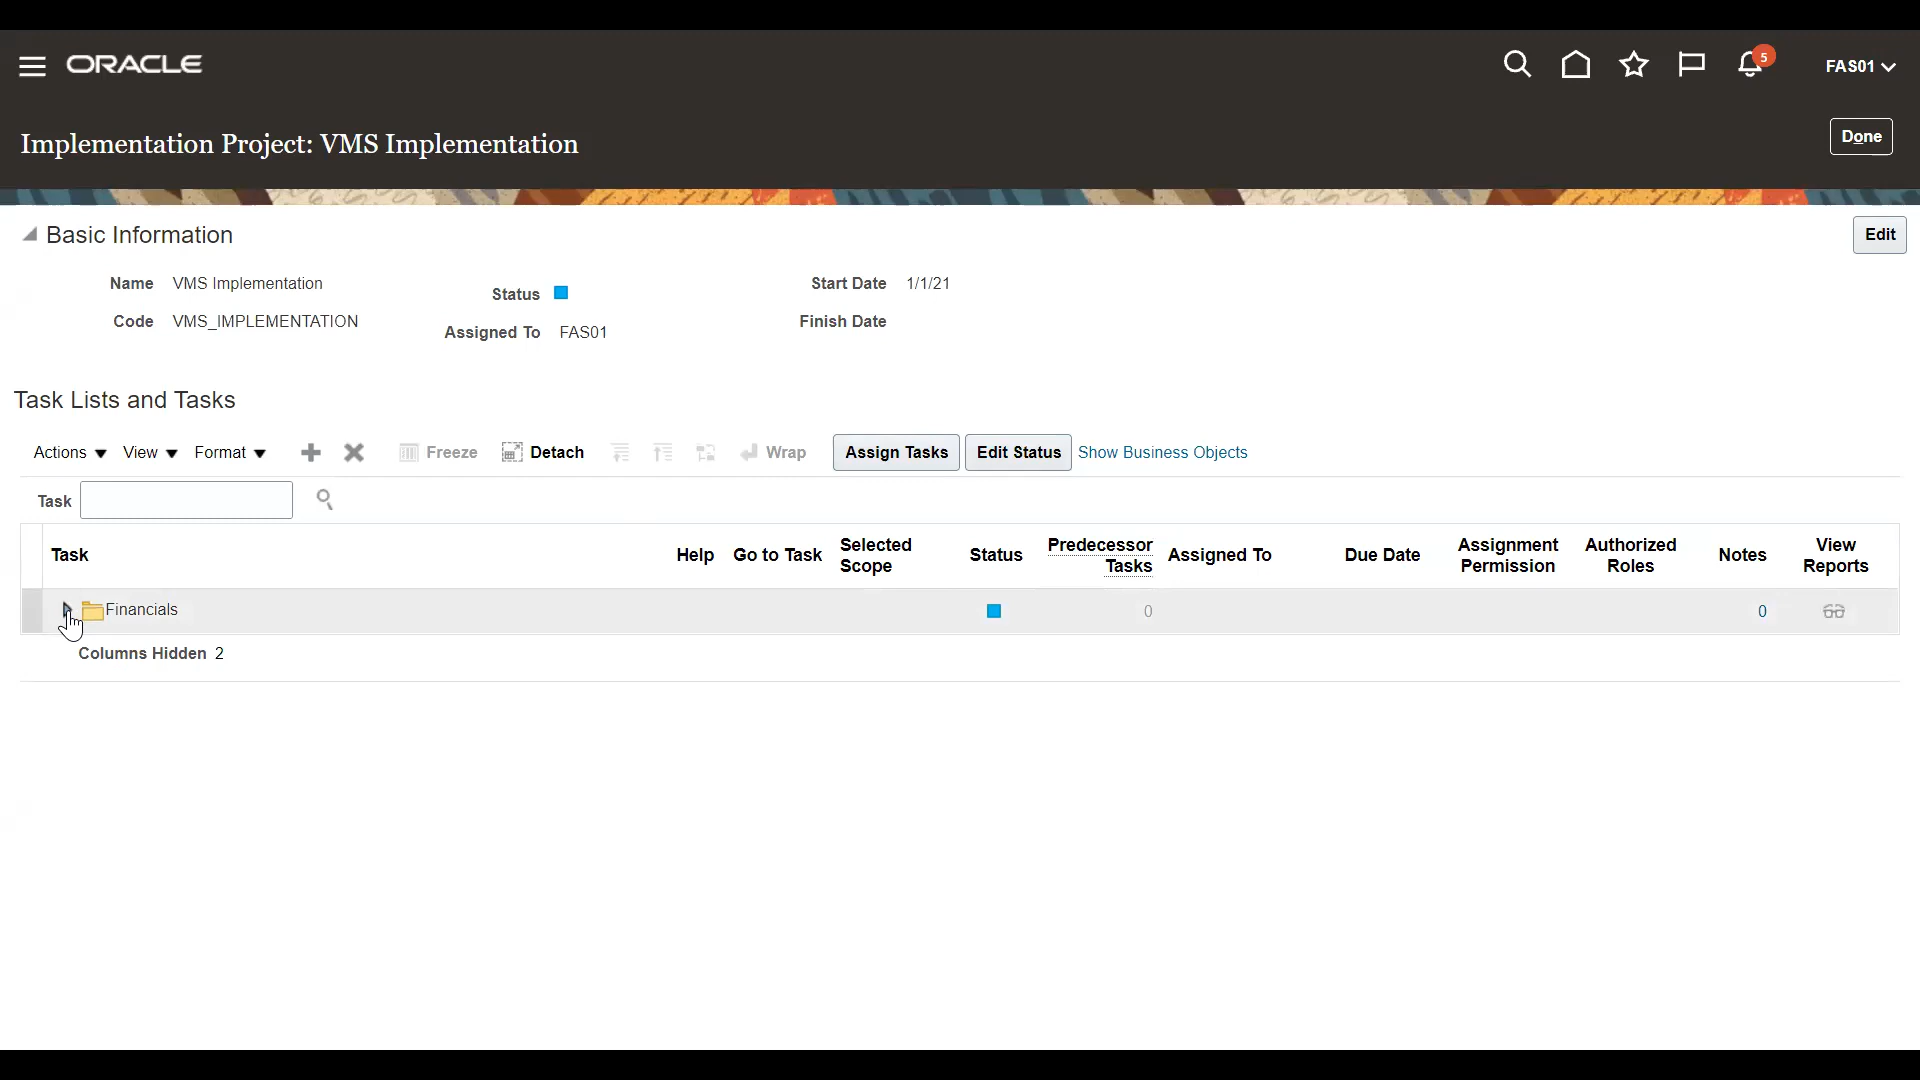 ORACLE
5
FAS01
Implementation Project: VMS Implementation
Done
Basic Information
Edit
Name VMS Implementation
Status
Start Date 1/1/21
Code VMS_IMPLEMENTATION
Assigned To FAS01
Finish Date
Task Lists and Tasks
Actions View Format Freeze Detach Wrap Assign Tasks Edit Status Show Business Objects
Task
Task Help Go to Task Selected Scope Status Predecessor Tasks Assigned To Due Date Assignment Permission Authorized Roles Notes View Reports
Financials 0 0
Columns Hidden 2